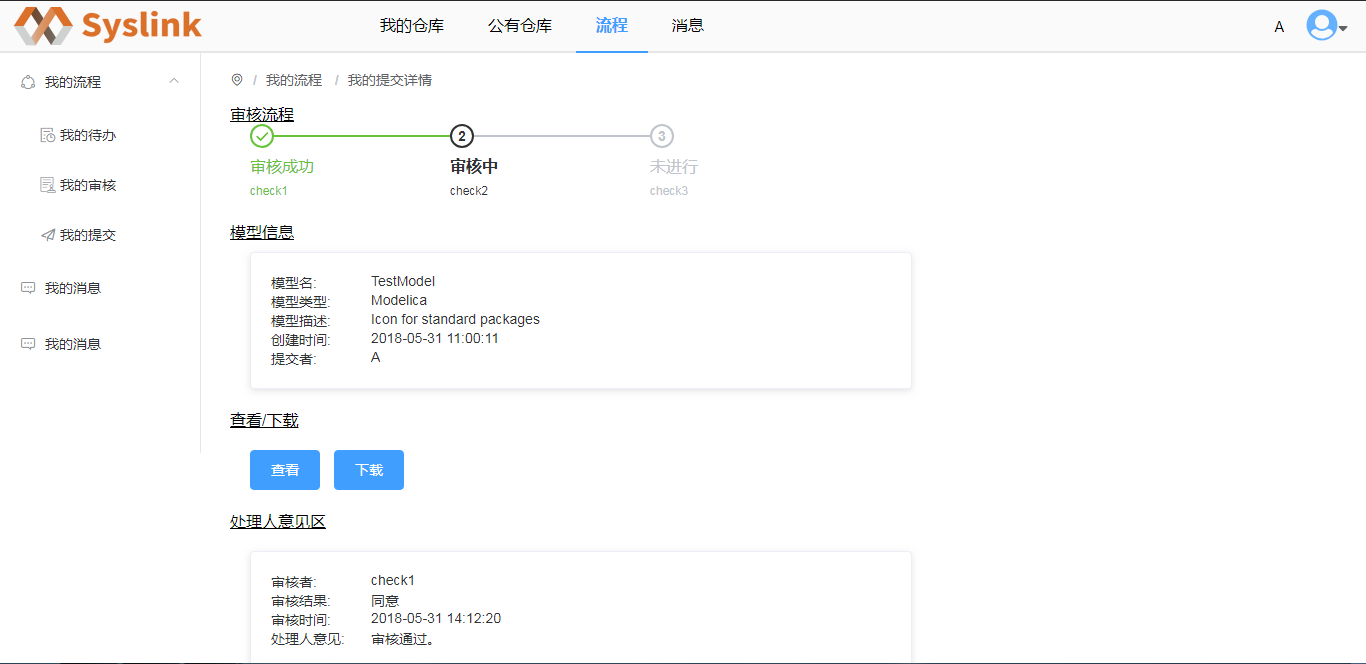 Syslink 我的仓库 公有仓库 流程 消息 A
我的流程
我的待办
我的审核
我的提交
我的消息
我的消息
/ 我的流程 / 我的提交详情
审核流程
2 3
审核成功 审核中 未进行
check1 check2 check3
模型信息
模型名: TestModel
模型类型: Modelica
模型描述: Icon for standard packages
创建时间: 2018-05-31 11:00:11
提交者: A
查看/下载
查看 下载
处理人意见区
审核者: check1
审核结果: 同意
审核时间: 2018-05-31 14:12:20
处理人意见: 审核通过。